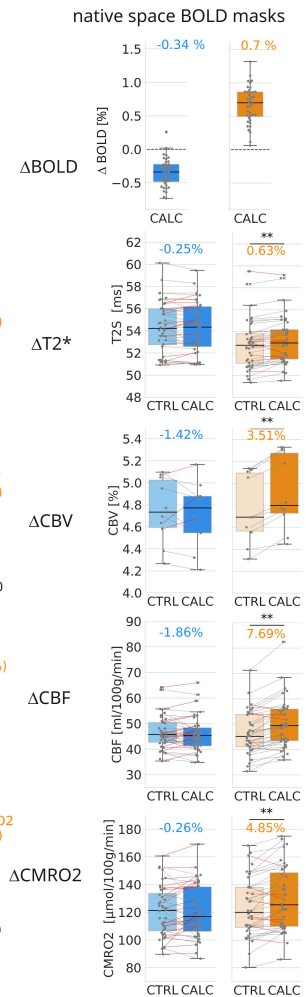 native space BOLD masks
-0.34 %
0.7 %
1.5
1.0
0.5
0.0
−0.5
Δ BOLD [%]
ΔBOLD
CALC
CALC
62
60
58
56
54
52
50
48
T2S [ms]
-0.25%
**
0.63%
ΔT2*
CTRL CALC
CTRL CALC
5.4
5.2
5.0
4.8
4.6
4.4
4.2
4.0
CBV [%]
-1.42%
**
3.51%
ΔCBV
CTRL CALC
CTRL CALC
90
80
70
60
50
40
30
CBF [ml/100g/min]
-1.86%
**
7.69%
ΔCBF
CTRL CALC
CTRL CALC
180
160
140
120
100
80
CMRO2 [μmol/100g/min]
-0.26%
**
4.85%
O2
ΔCMRO2
CTRL CALC
CTRL CALC